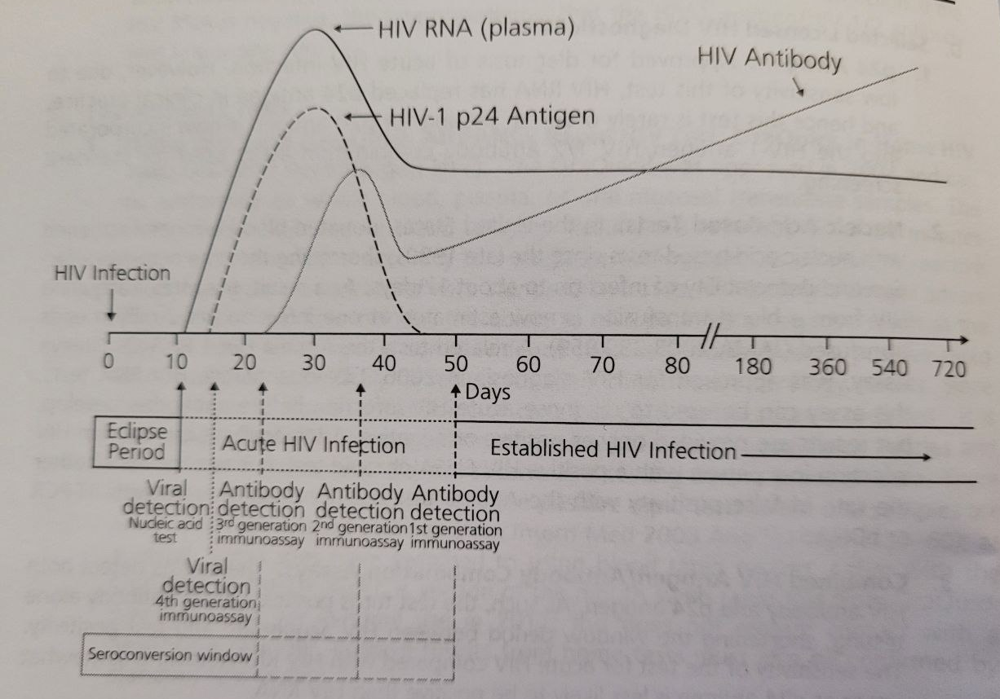 HIV RNA (plasma)
HIV Antibody
HIV-1 p24 Antigen
HIV Infection
0 10 20 30 40 50 60 70 80 180 360 540 720
Days
Eclipse
Period
Acute HIV Infection
Established HIV Infection
Viral
detection
Nucleic acid
test
Antibody
detection
3rd generation
immunoassay
Antibody
detection
2nd generation
immunoassay
Antibody
detection
1st generation
immunoassay
Viral
detection
4th generation
immunoassay
Seroconversion window